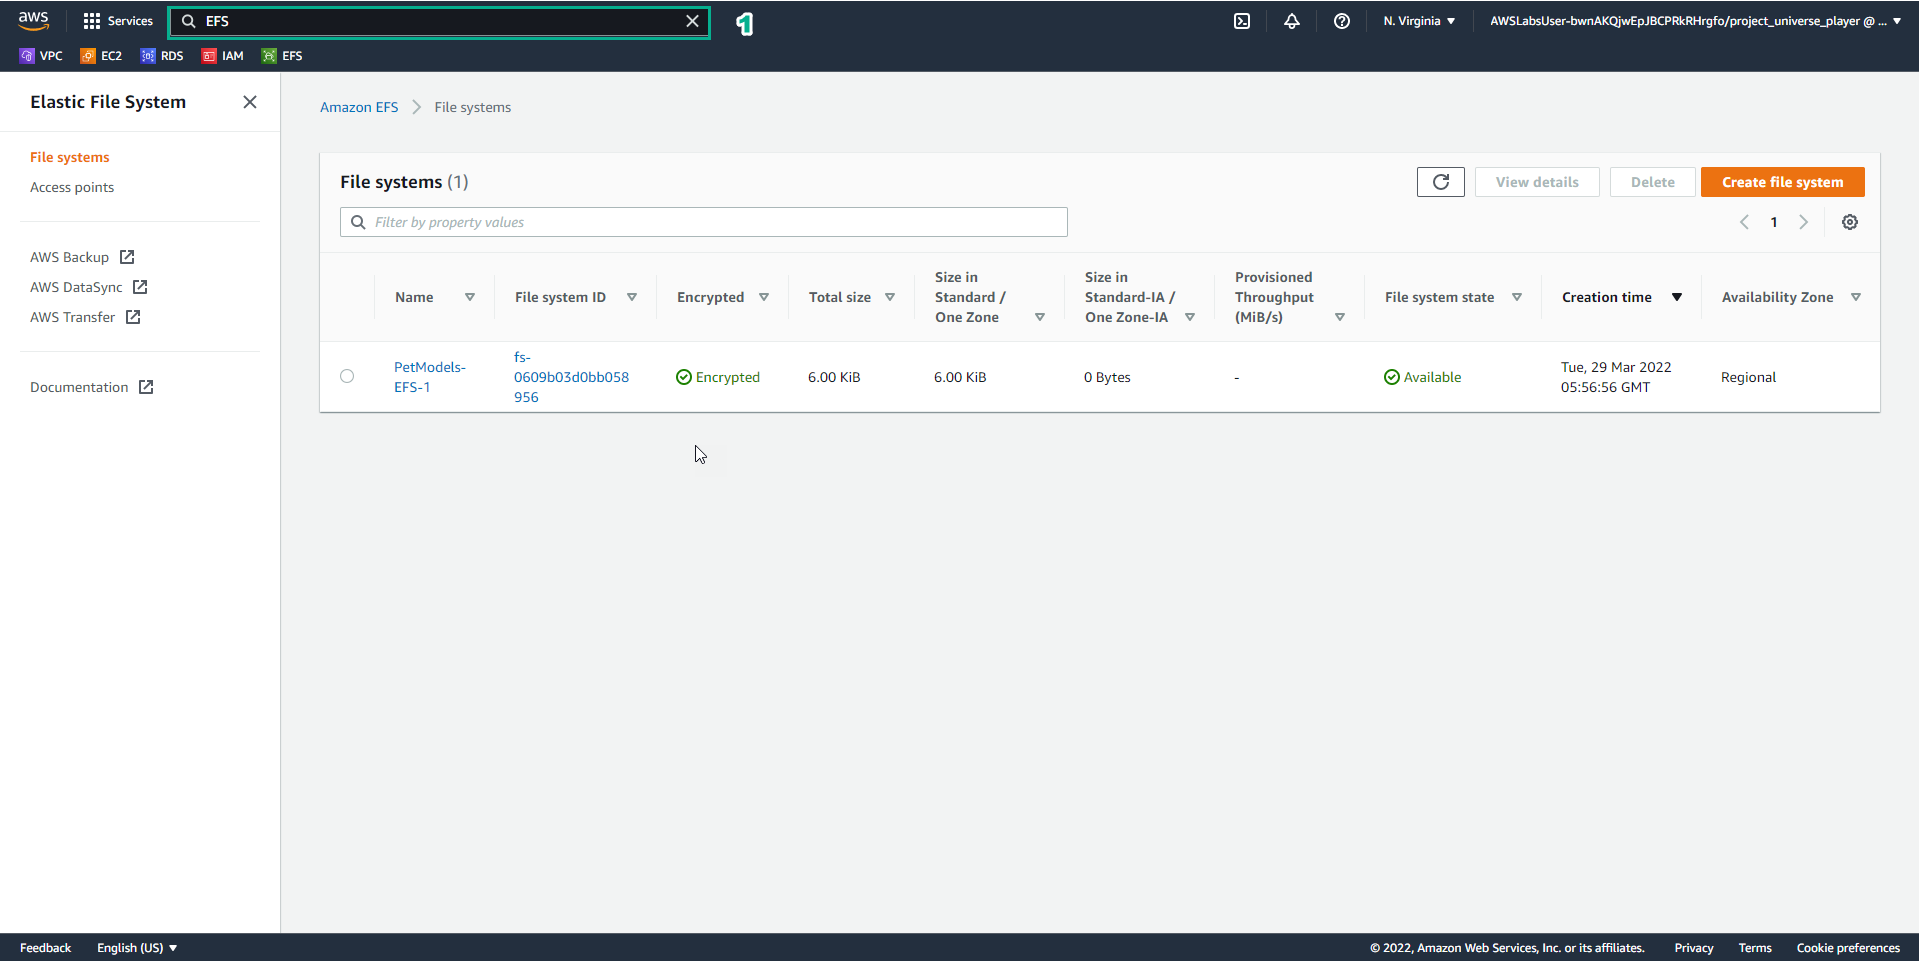 aws
Services
EFS
1
N. Virginia
AWSLabsUser-bwnAKQjwEpJBCPRkRHrgfo/project_universe_player @ ...
VPC
EC2
RDS
IAM
EFS
Elastic File System
File systems
Access points
AWS Backup
AWS DataSync
AWS Transfer
Documentation
Amazon EFS
File systems
File systems (1)
View details
Delete
Create file system
Filter by property values
1
Name
File system ID
Encrypted
Total size
Size in
Standard /
One Zone
Size in
Standard-IA /
One Zone-IA
Provisioned
Throughput
(MiB/s)
File system state
Creation time
Availability Zone
PetModels-
EFS-1
fs-
0609b03d0bb058
956
Encrypted
6.00 KiB
6.00 KiB
0 Bytes
-
Available
Tue, 29 Mar 2022
05:56:56 GMT
Regional
Feedback
English (US)
© 2022, Amazon Web Services, Inc. or its affiliates.
Privacy
Terms
Cookie preferences